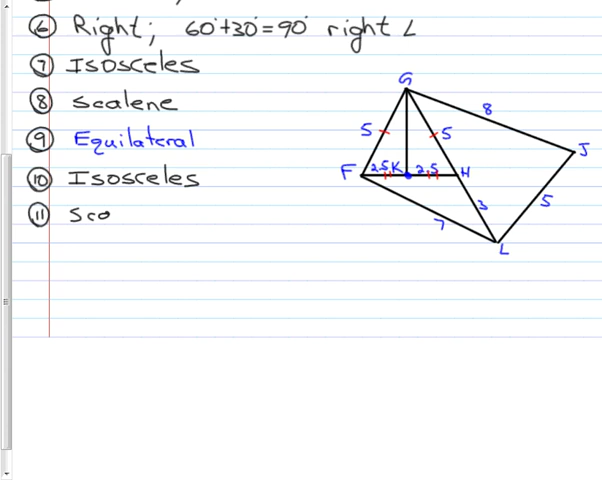 ⑥ Right; 60°+30°=90° right ∠
⑦ Isosceles
⑧ Scalene
⑨ Equilateral
⑩ Isosceles
⑪ Sca
G
8
5
5
J
F
2.5
K
2.5
H
3
5
7
L